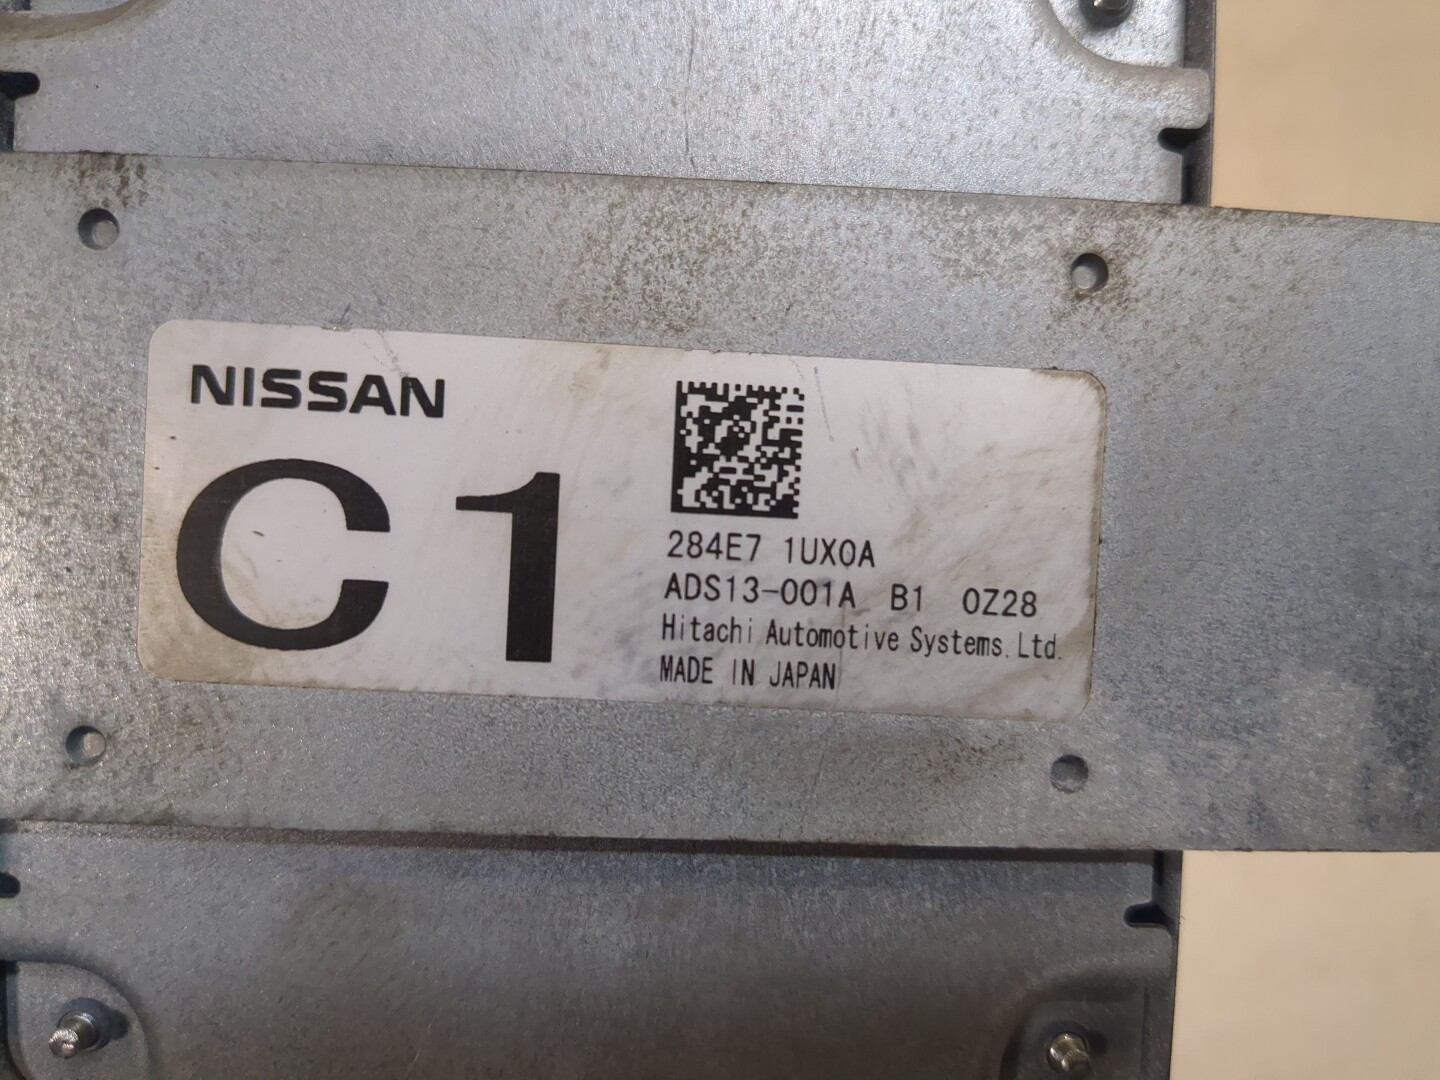 NISSAN
C1
284E7 1UX0A
ADS13-001A B1 0Z28
Hitachi Automotive Systems.Ltd.
MADE IN JAPAN